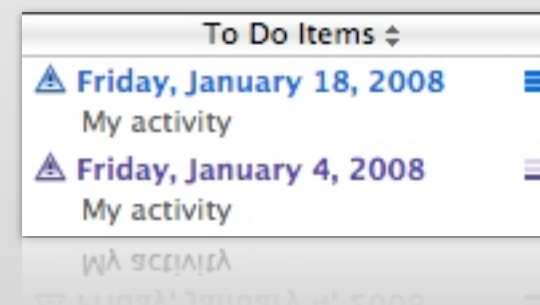 To Do Items
Friday, January 18, 2008
My activity
Friday, January 4, 2008
My activity